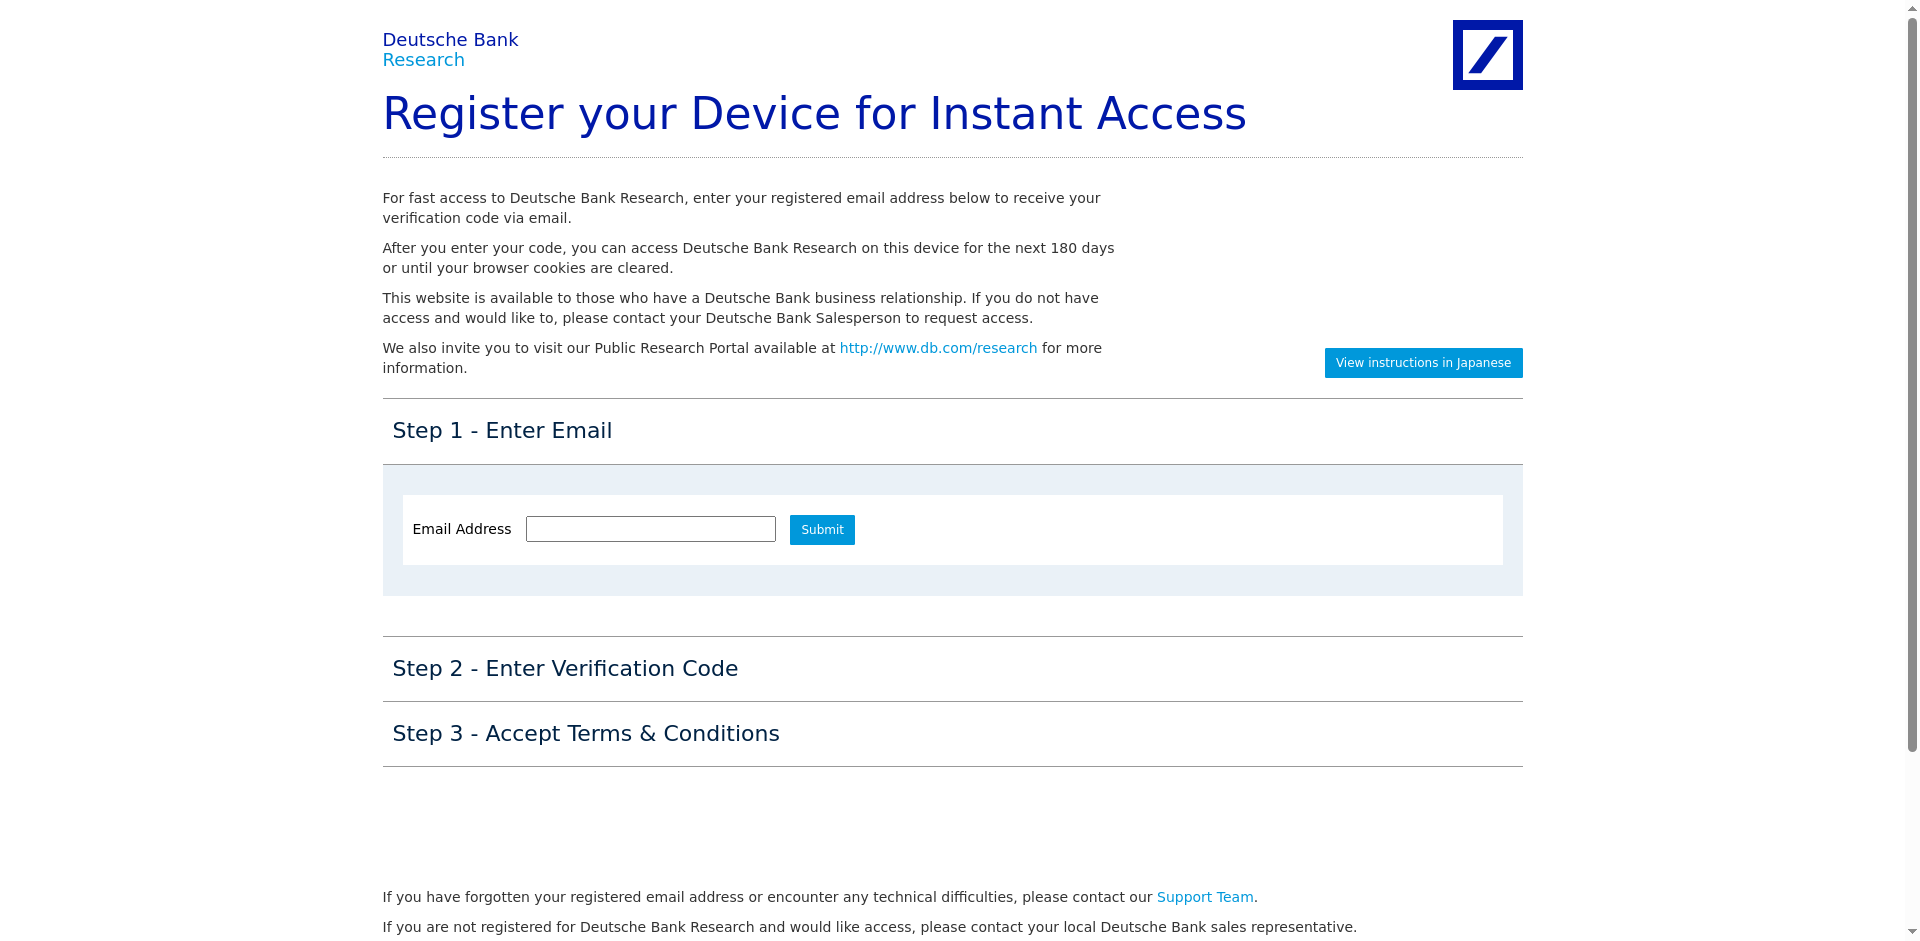 Deutsche Bank
Research
Register your Device for Instant Access
For fast access to Deutsche Bank Research, enter your registered email address below to receive your
verification code via email.
After you enter your code, you can access Deutsche Bank Research on this device for the next 180 days
or until your browser cookies are cleared.
This website is available to those who have a Deutsche Bank business relationship. If you do not have
access and would like to, please contact your Deutsche Bank Salesperson to request access.
We also invite you to visit our Public Research Portal available at http://www.db.com/research for more
information.
View instructions in Japanese
Step 1 - Enter Email
Email Address
Submit
Step 2 - Enter Verification Code
Step 3 - Accept Terms & Conditions
If you have forgotten your registered email address or encounter any technical difficulties, please contact our Support Team.
If you are not registered for Deutsche Bank Research and would like access, please contact your local Deutsche Bank sales representative.